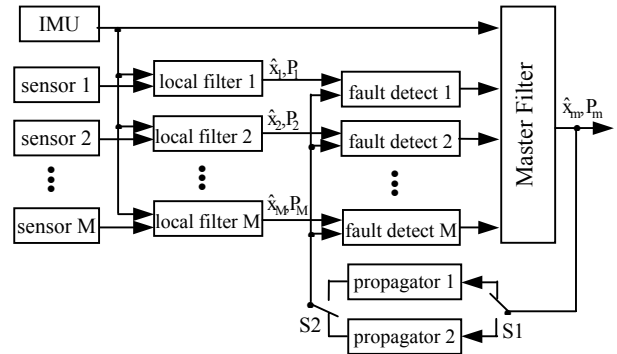 IMU
sensor 1
sensor 2
sensor M
local filter 1
local filter 2
local filter M
x̂₁,P₁
x̂₂,P₂
x̂M,PM
fault detect 1
fault detect 2
fault detect M
Master Filter
x̂m,Pm
propagator 1
propagator 2
S2
S1